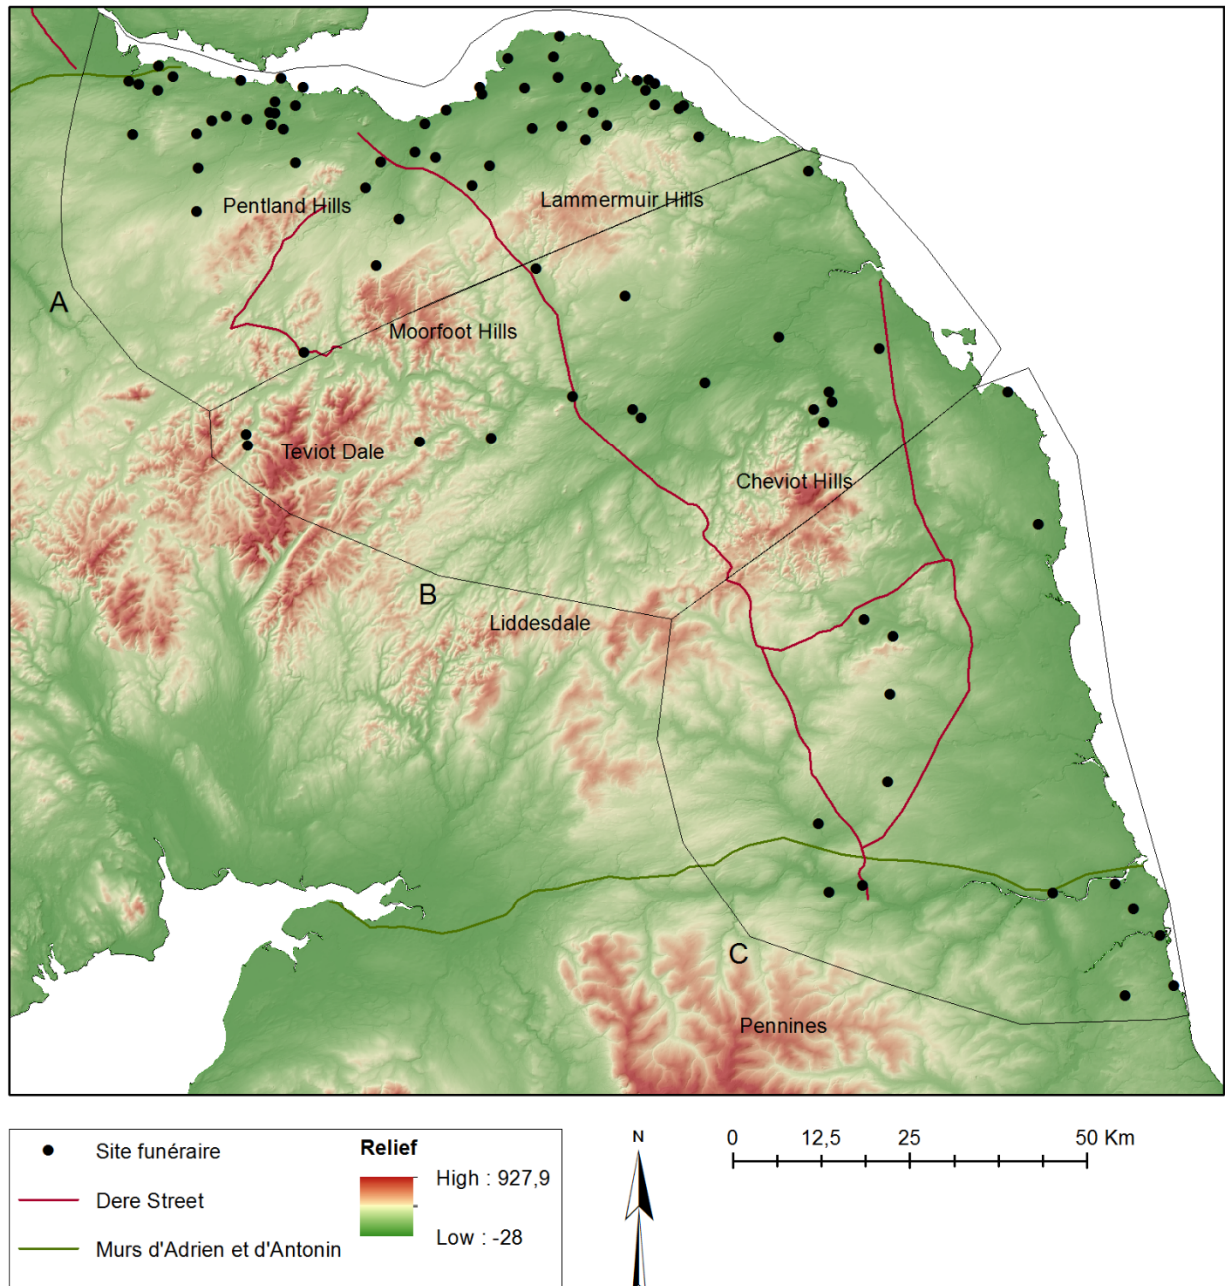 Pentland Hills
Lammermuir Hills
A
Moorfoot Hills
Teviot Dale
Cheviot Hills
B
Liddesdale
C
Pennines
Site funéraire
Dere Street
Murs d'Adrien et d'Antonin
Relief
High : 927,9
Low : -28
N
0 12,5 25 50 Km